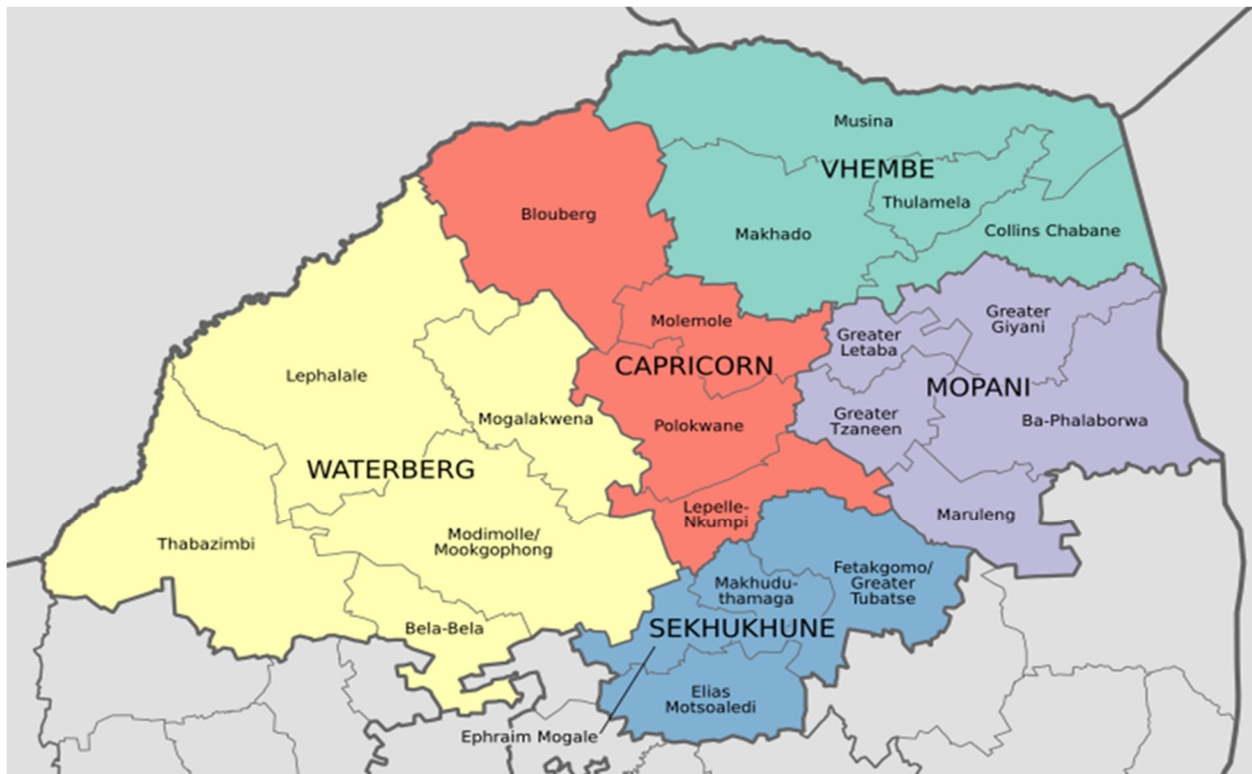 Musina
VHEMBE
Thulamela
Blouberg
Makhado
Collins Chabane
Molemole
Greater
Giyani
Greater
Letaba
CAPRICORN
Lephalale
MOPANI
Mogalakwena
Polokwane
Greater
Tzaneen
Ba-Phalaborwa
WATERBERG
Lepelle-
Nkumpi
Maruleng
Thabazimbi
Modimolle/
Mookgophong
Makhudu-
thamaga
Fetakgomo/
Greater
Tubatse
Bela-Bela
SEKHUKHUNE
Elias
Motsoaledi
Ephraim Mogale